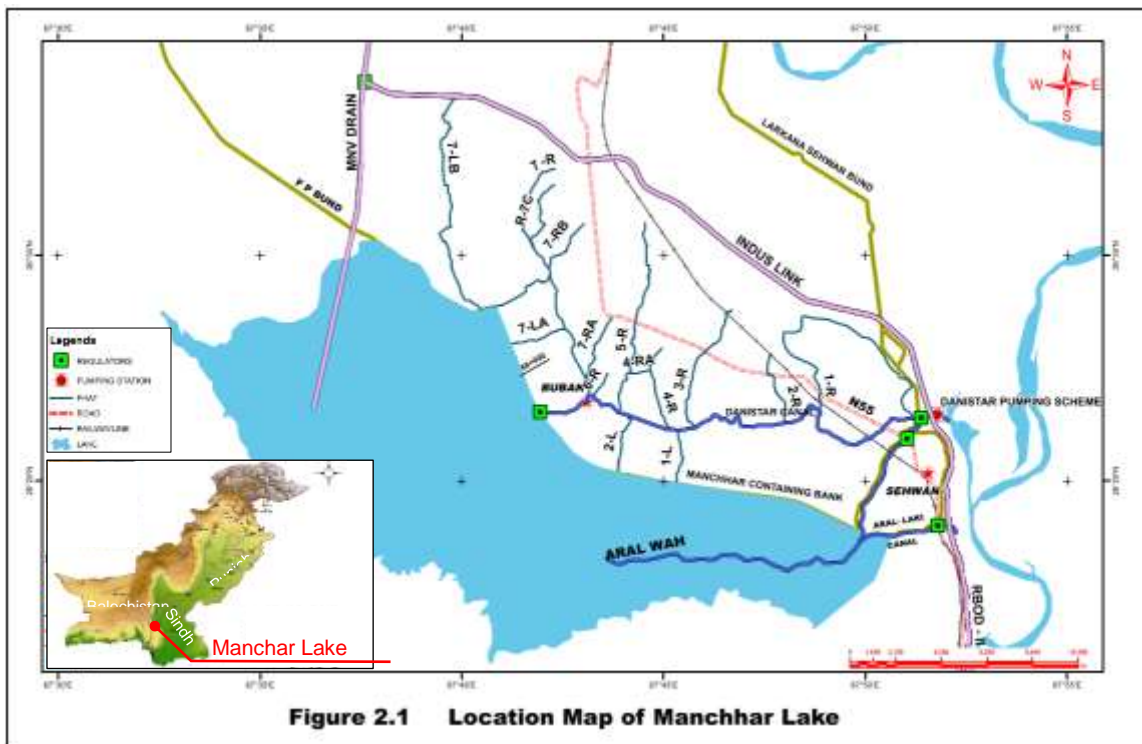 N
W E
S
MNV DRAIN
7-LB
7-R
R-7C
7-RB
F P BUND
LARKANA SEHWAN BUND
INDUS LINK
7-LA
7-RA
5-R
4-RA
6-R
BUBAK
4-R
3-R
2-R
1-R
N55
DANISTAR CANAL
DANISTAR PUMPING SCHEME
2-L
1-L
MANCHHAR CONTAINING BANK
SEHWAN
ARAL WAH
ARAL-LAKI
CANAL
RBOD - II
Legends
REGULATORS
PUMPING STATION
ROAD
RAILWAYLINE
LAKE
Punjab
Balochistan
Sindh
Manchar Lake
Figure 2.1 Location Map of Manchhar Lake